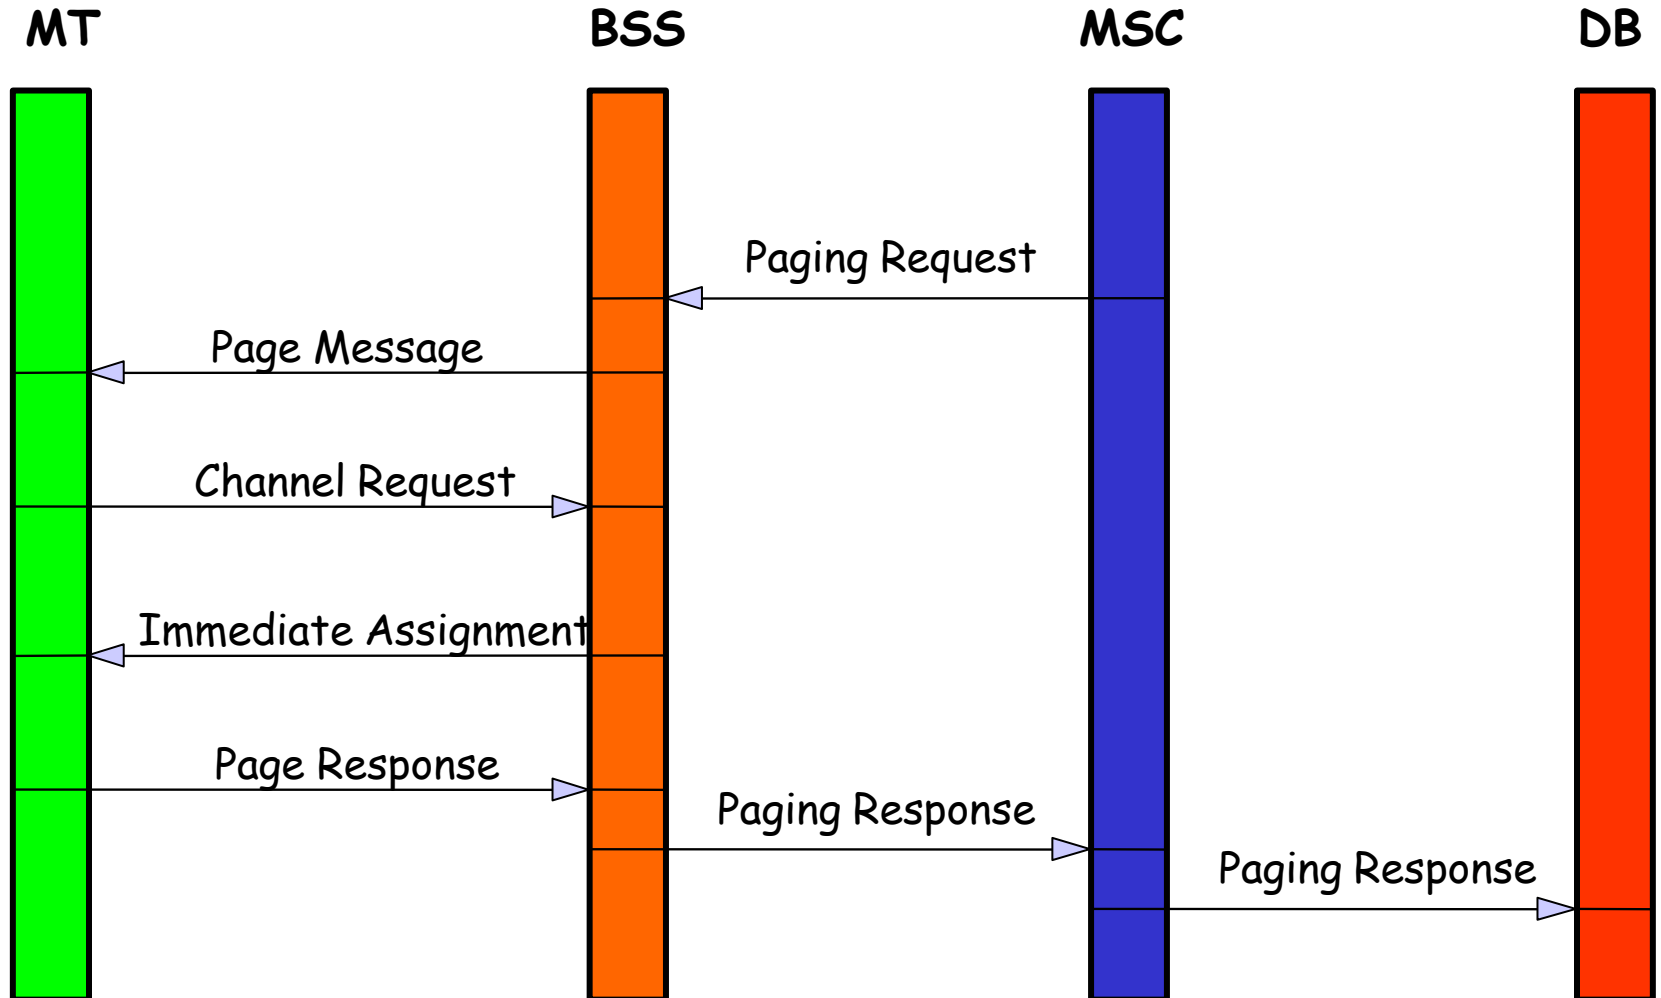 MT BSS MSC DB
Paging Request
Page Message
Channel Request
Immediate Assignment
Page Response
Paging Response
Paging Response